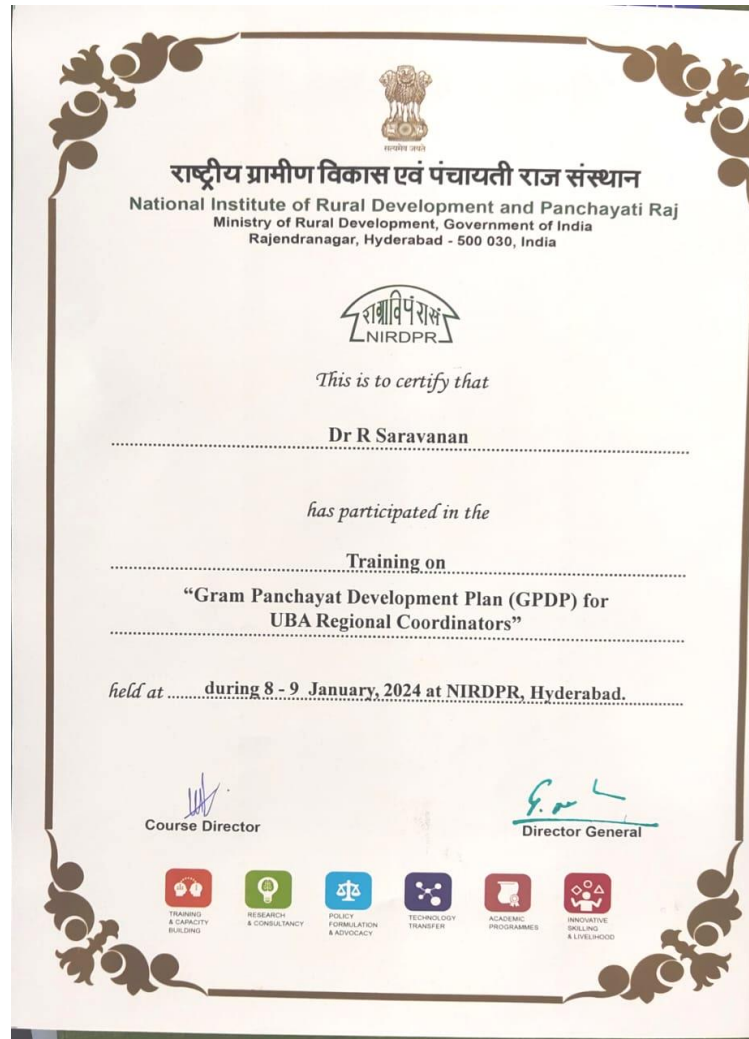 सत्यमेव जयते
राष्ट्रीय ग्रामीण विकास एवं पंचायती राज संस्थान
National Institute of Rural Development and Panchayati Raj
Ministry of Rural Development, Government of India
Rajendranagar, Hyderabad - 500 030, India
राग्राविपंरासं
NIRDPR
This is to certify that
Dr R Saravanan
has participated in the
Training on
“Gram Panchayat Development Plan (GPDP) for
UBA Regional Coordinators”
held at ........during 8 - 9 January, 2024 at NIRDPR, Hyderabad.
Course Director
Director General
TRAINING
& CAPACITY
BUILDING
RESEARCH
& CONSULTANCY
POLICY
FORMULATION
& ADVOCACY
TECHNOLOGY
TRANSFER
ACADEMIC
PROGRAMMES
INNOVATIVE
SKILLING
& LIVELIHOOD